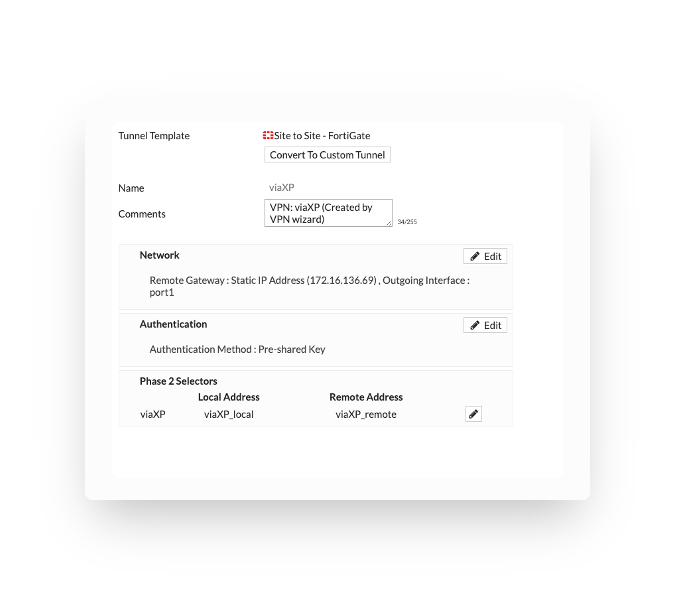 Tunnel Template
Site to Site - FortiGate
Convert To Custom Tunnel
Name
viaXP
Comments
VPN: viaXP (Created by
VPN wizard)
34/255
Network
Edit
Remote Gateway : Static IP Address (172.16.136.69) , Outgoing Interface :
port1
Authentication
Edit
Authentication Method : Pre-shared Key
Phase 2 Selectors
Local Address Remote Address
viaXP viaXP_local viaXP_remote